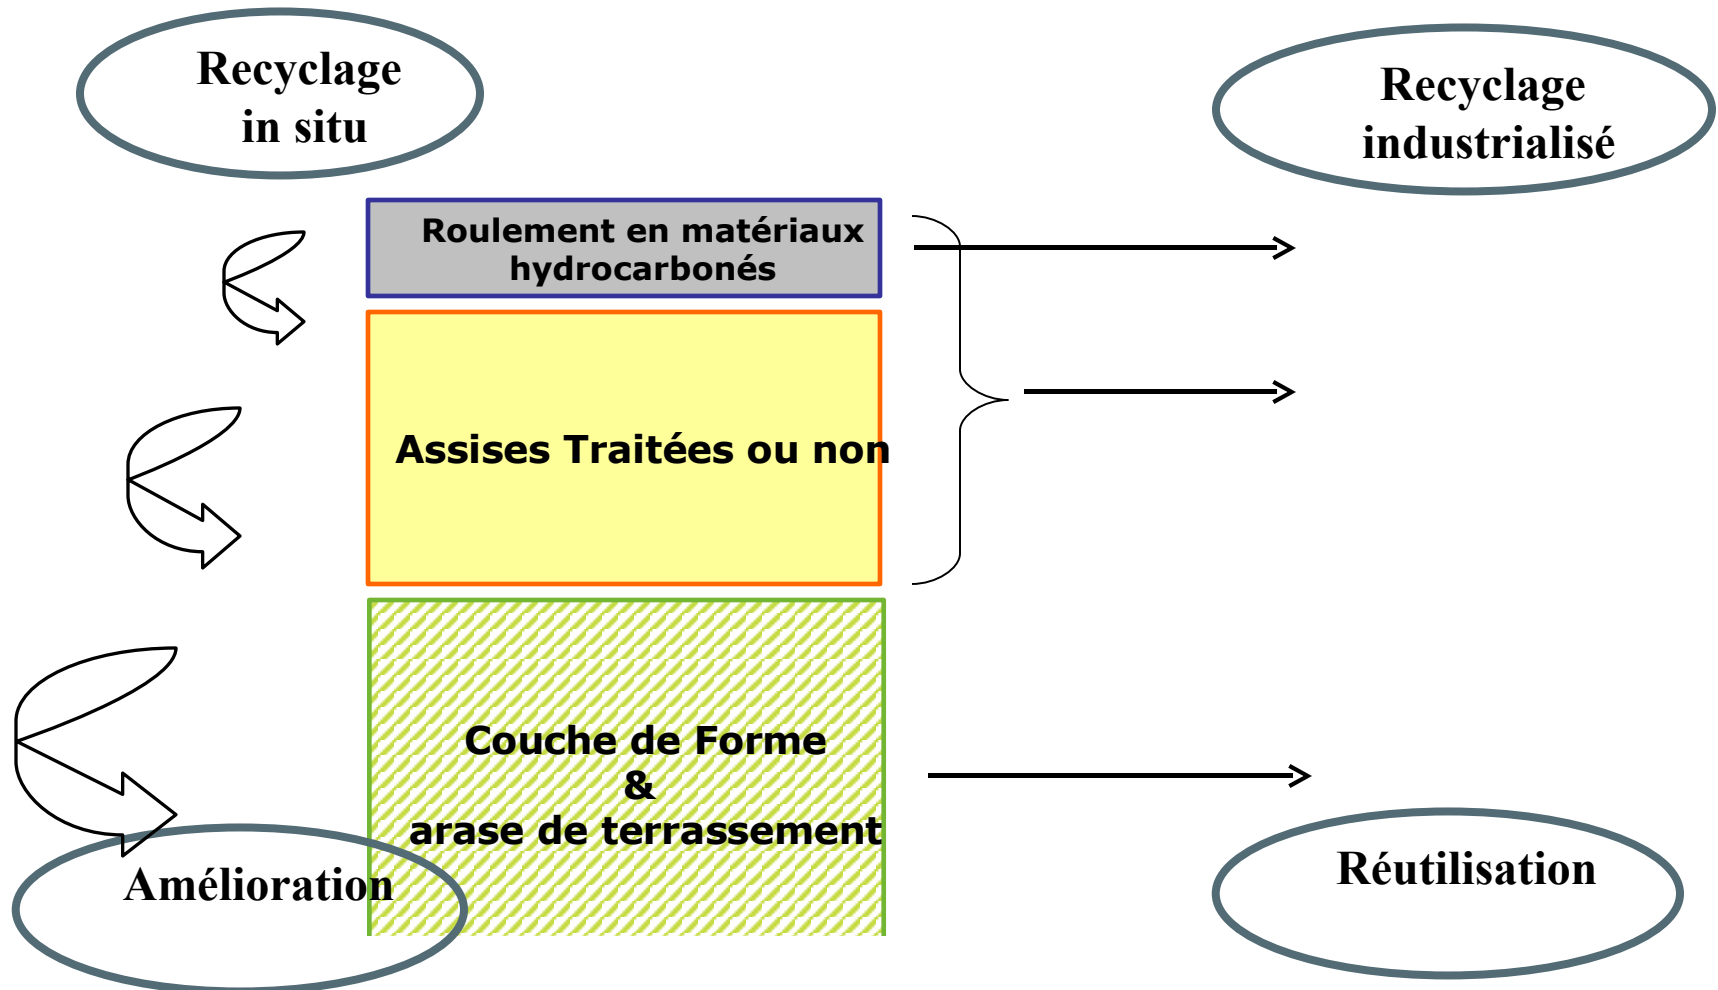 Recyclage
in situ
Recyclage
industrialisé
Roulement en matériaux
hydrocarbonés
Assises Traitées ou non
Couche de Forme
&
arase de terrassement
Amélioration
Réutilisation